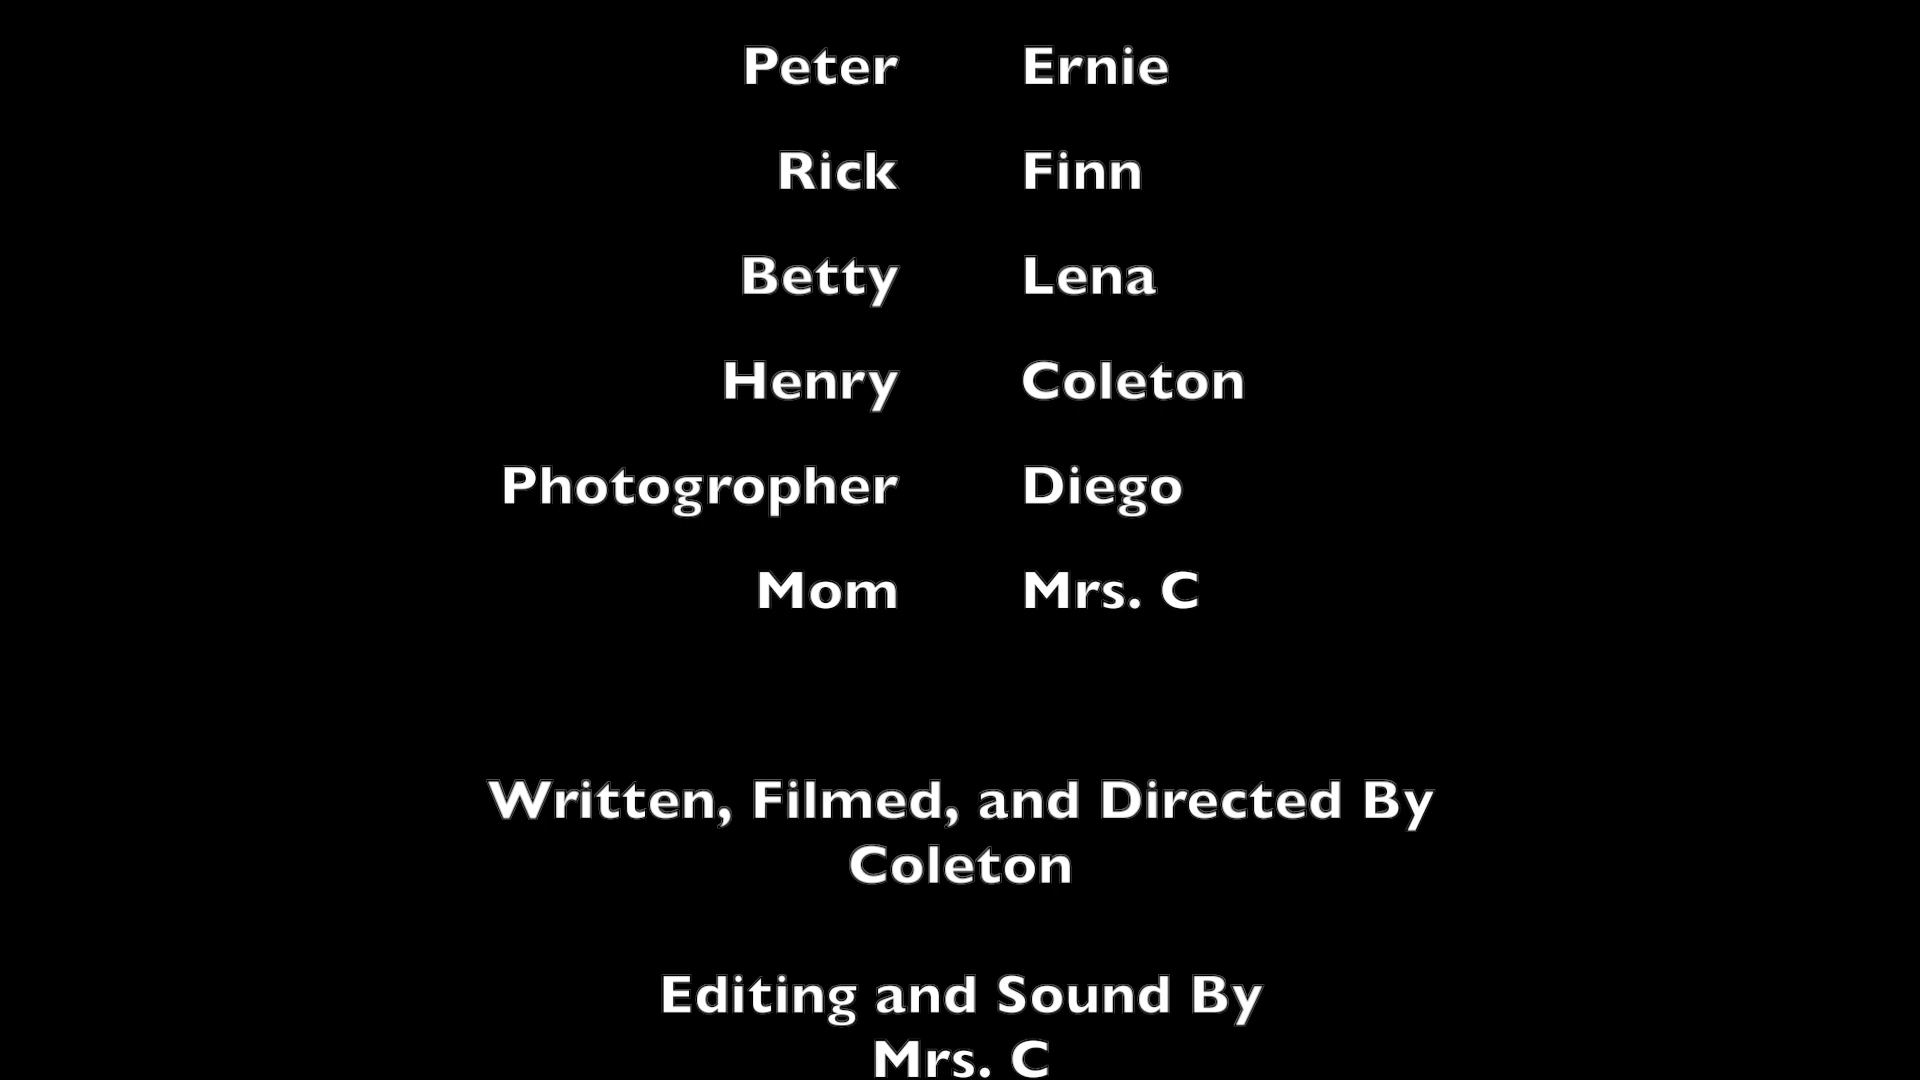 Peter Ernie
Rick Finn
Betty Lena
Henry Coleton
Photogropher Diego
Mom Mrs. C
Written, Filmed, and Directed By
Coleton
Editing and Sound By
Mrs. C